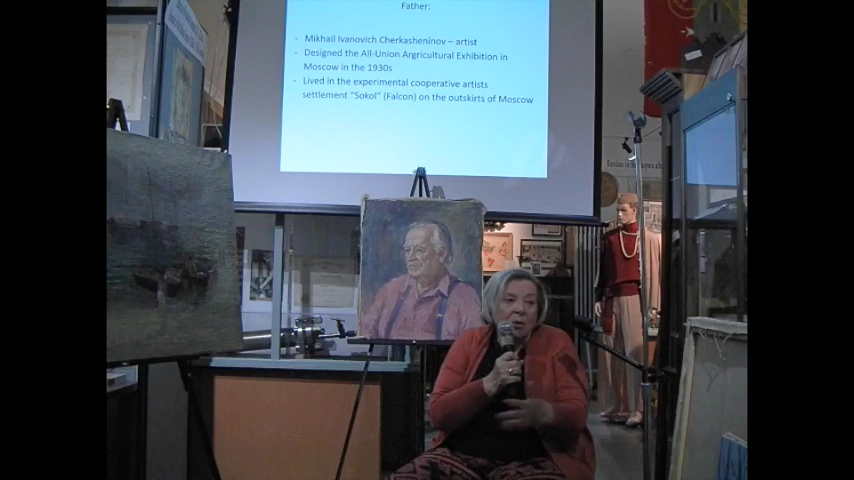 Father:
- Mikhail Ivanovich Cherkasheninov – artist
- Designed the All-Union Argricultural Exhibition in
Moscow in the 1930s
- Lived in the experimental cooperative artists
settlement "Sokol" (Falcon) on the outskirts of Moscow